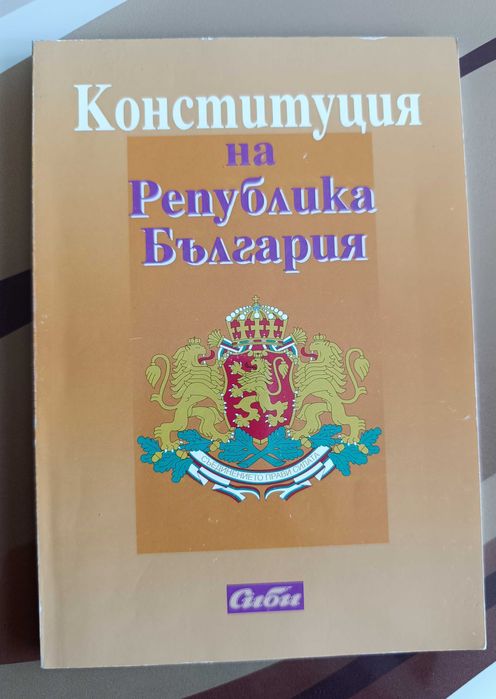 Конституция
на
Република
България
СЪЕДИНЕНИЕТО ПРАВИ СИЛАТА
Сиби